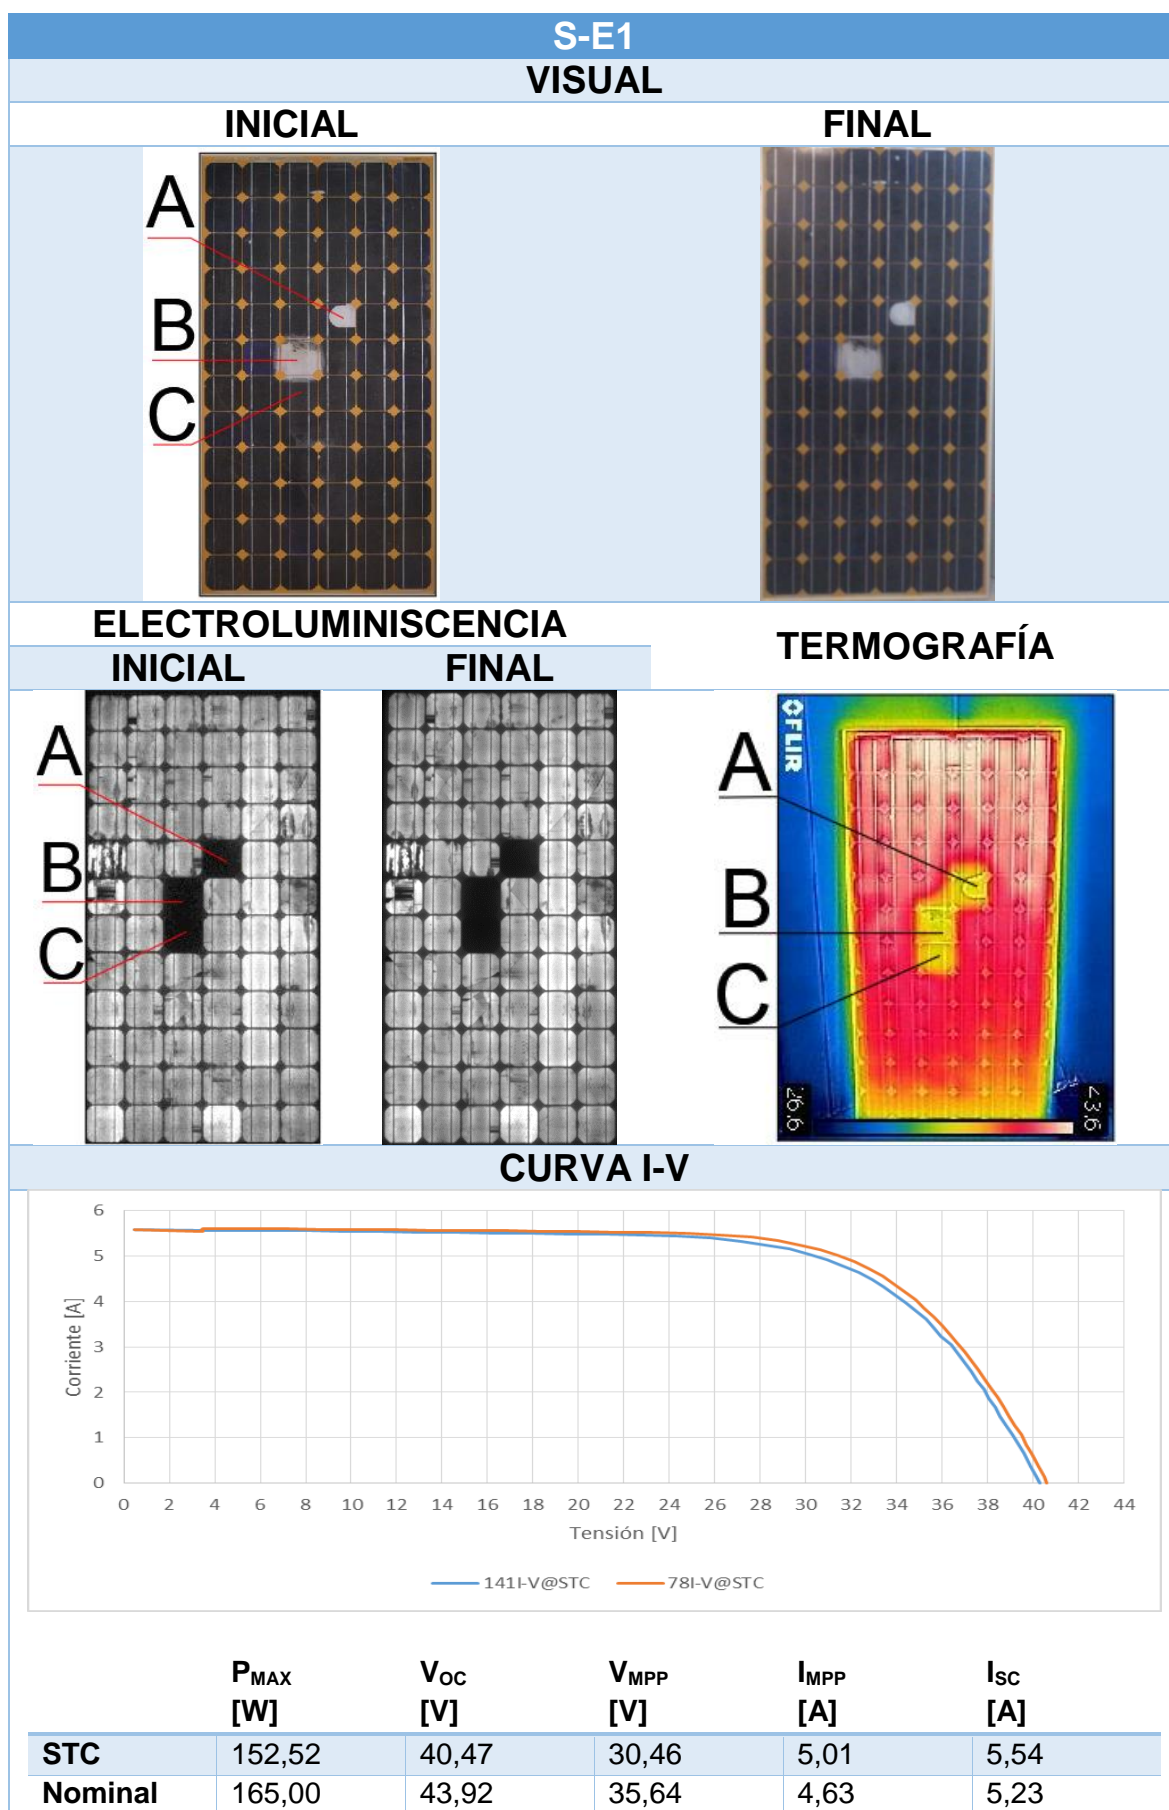 S-E1
VISUAL
INICIAL FINAL
A
B
C
ELECTROLUMINISCENCIA TERMOGRAFÍA
INICIAL FINAL
A
B
C
FLIR
A
B
C
26.6 43.6
CURVA I-V
6
5
4
3
2
1
0
Corriente [A]
0 2 4 6 8 10 12 14 16 18 20 22 24 26 28 30 32 34 36 38 40 42 44
Tensión [V]
141I-V@STC 78I-V@STC
PMAX VOC VMPP IMPP ISC
[W] [V] [V] [A] [A]
STC 152,52 40,47 30,46 5,01 5,54
Nominal 165,00 43,92 35,64 4,63 5,23